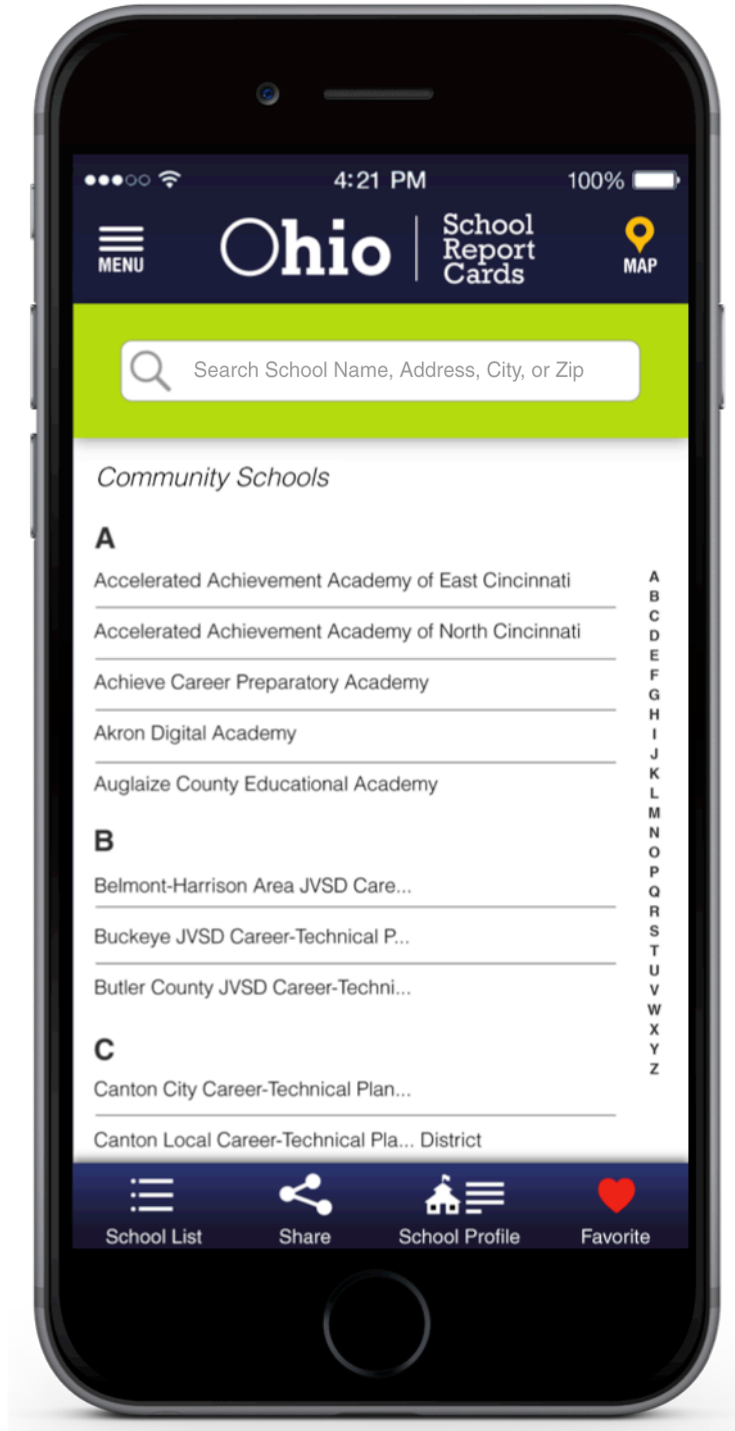 4:21 PM
100%
MENU
Ohio
School
Report
Cards
MAP
Search School Name, Address, City, or Zip
Community Schools
A
Accelerated Achievement Academy of East Cincinnati
Accelerated Achievement Academy of North Cincinnati
Achieve Career Preparatory Academy
Akron Digital Academy
Auglaize County Educational Academy
B
Belmont-Harrison Area JVSD Care...
Buckeye JVSD Career-Technical P...
Butler County JVSD Career-Techni...
C
Canton City Career-Technical Plan...
Canton Local Career-Technical Pla... District
A
B
C
D
E
F
G
H
I
J
K
L
M
N
O
P
Q
R
S
T
U
V
W
X
Y
Z
School List
Share
School Profile
Favorite